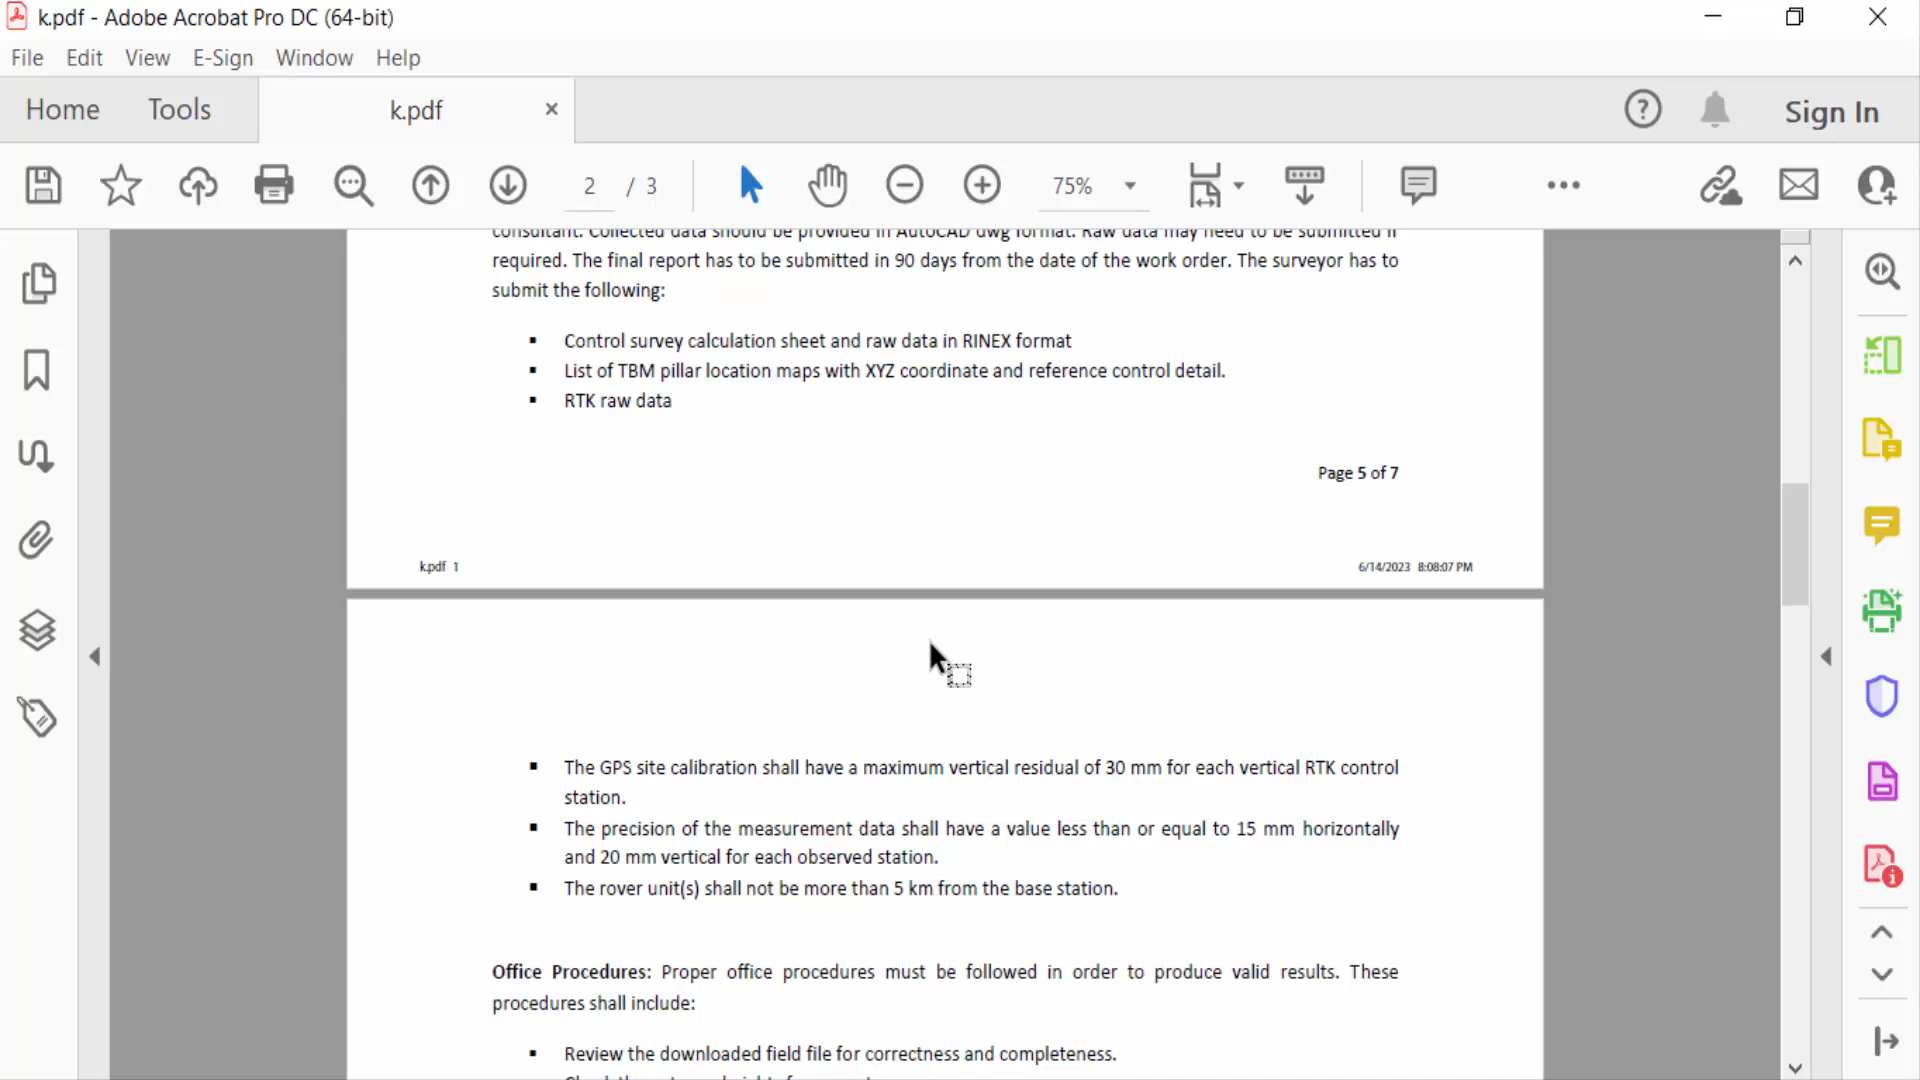 k.pdf - Adobe Acrobat Pro DC (64-bit)
File Edit View E-Sign Window Help
Home Tools k.pdf Sign In
2 / 3 75%
consultant. Collected data should be provided in AutoCAD dwg format. Raw data may need to be submitted if
required. The final report has to be submitted in 90 days from the date of the work order. The surveyor has to
submit the following:
▪ Control survey calculation sheet and raw data in RINEX format
▪ List of TBM pillar location maps with XYZ coordinate and reference control detail.
▪ RTK raw data
Page 5 of 7
k.pdf 1 6/14/2023 8:08:07 PM
▪ The GPS site calibration shall have a maximum vertical residual of 30 mm for each vertical RTK control
station.
▪ The precision of the measurement data shall have a value less than or equal to 15 mm horizontally
and 20 mm vertical for each observed station.
▪ The rover unit(s) shall not be more than 5 km from the base station.
Office Procedures: Proper office procedures must be followed in order to produce valid results. These
procedures shall include:
▪ Review the downloaded field file for correctness and completeness.